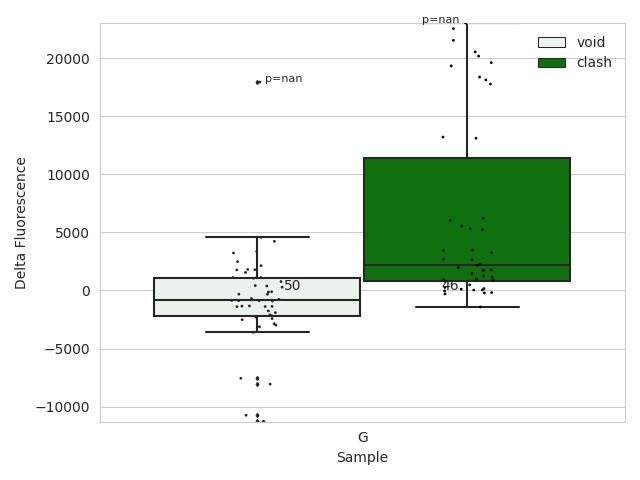 p=nan
void
clash
20000
p=nan
15000
10000
5000
0
50
46
−5000
−10000
Delta Fluorescence
G
Sample